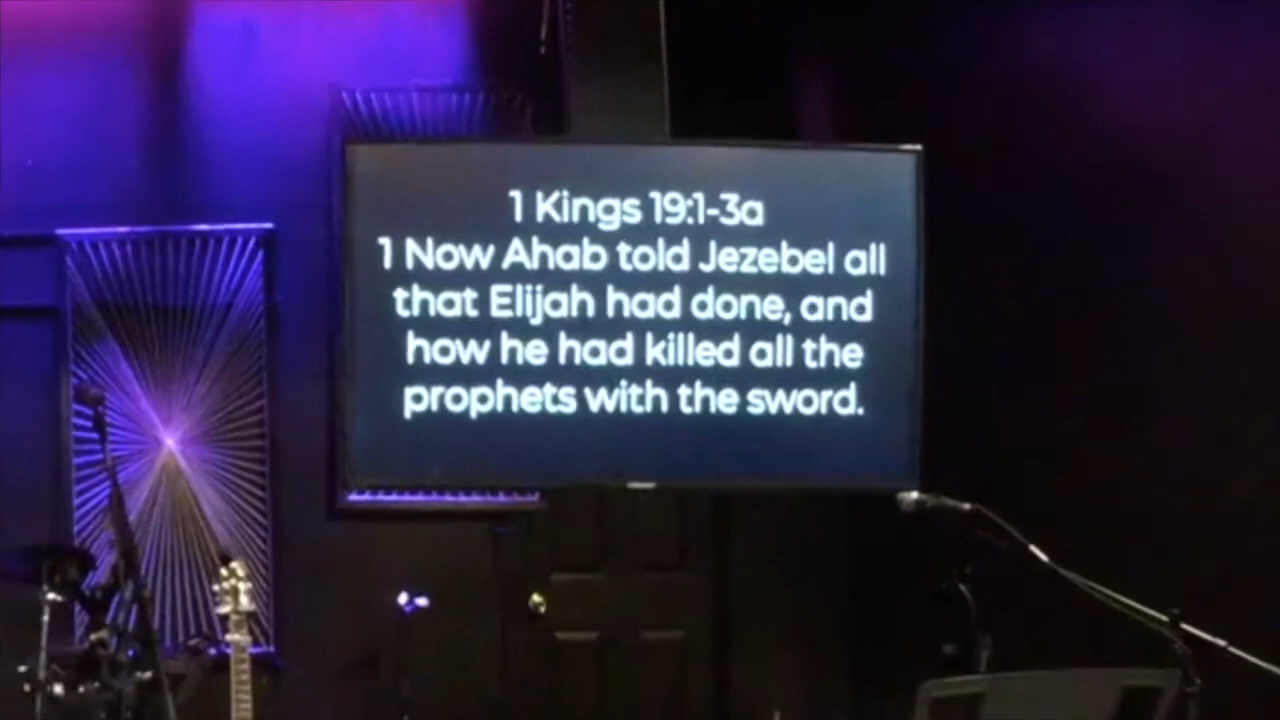 1 Kings 19:1-3a
1 Now Ahab told Jezebel all
that Elijah had done, and
how he had killed all the
prophets with the sword.